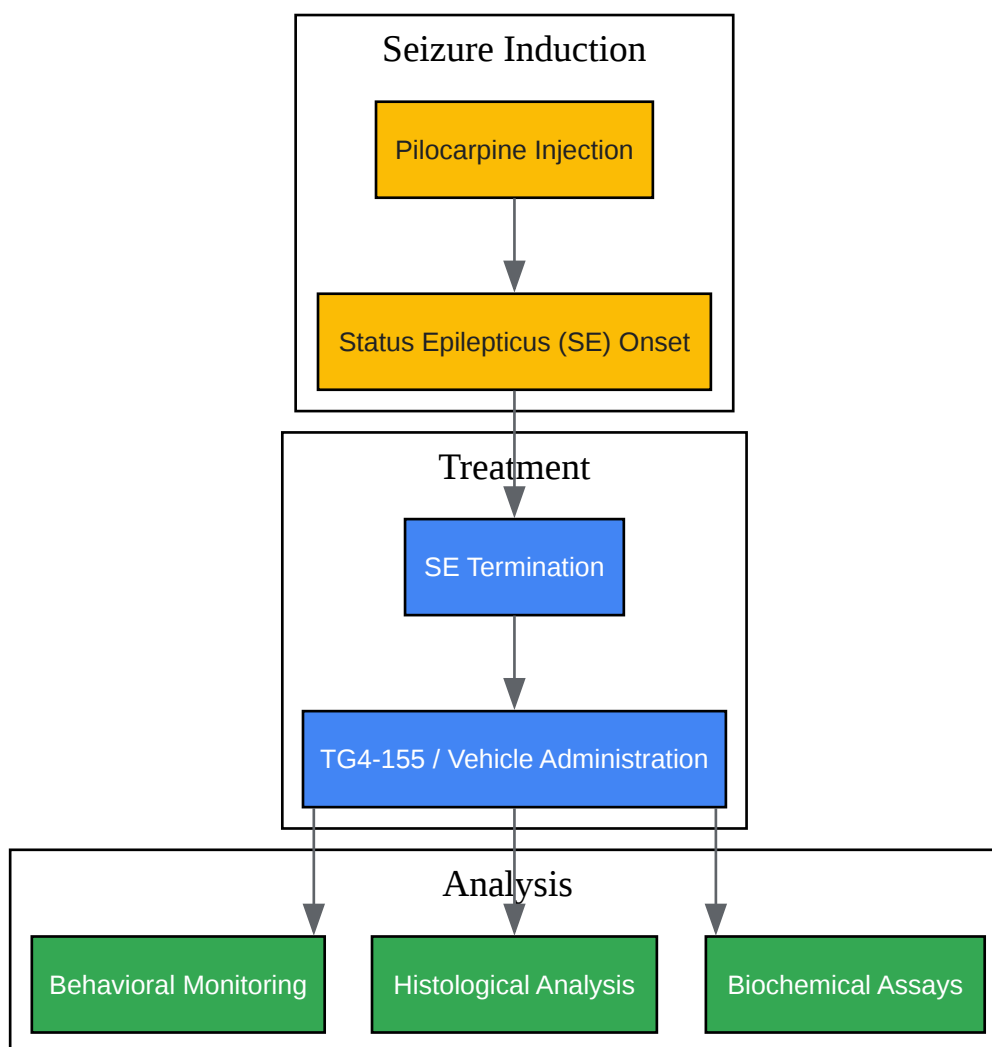 Seizure Induction
Pilocarpine Injection
Status Epilepticus (SE) Onset
Treatment
SE Termination
TG4-155 / Vehicle Administration
Analysis
Behavioral Monitoring
Histological Analysis
Biochemical Assays